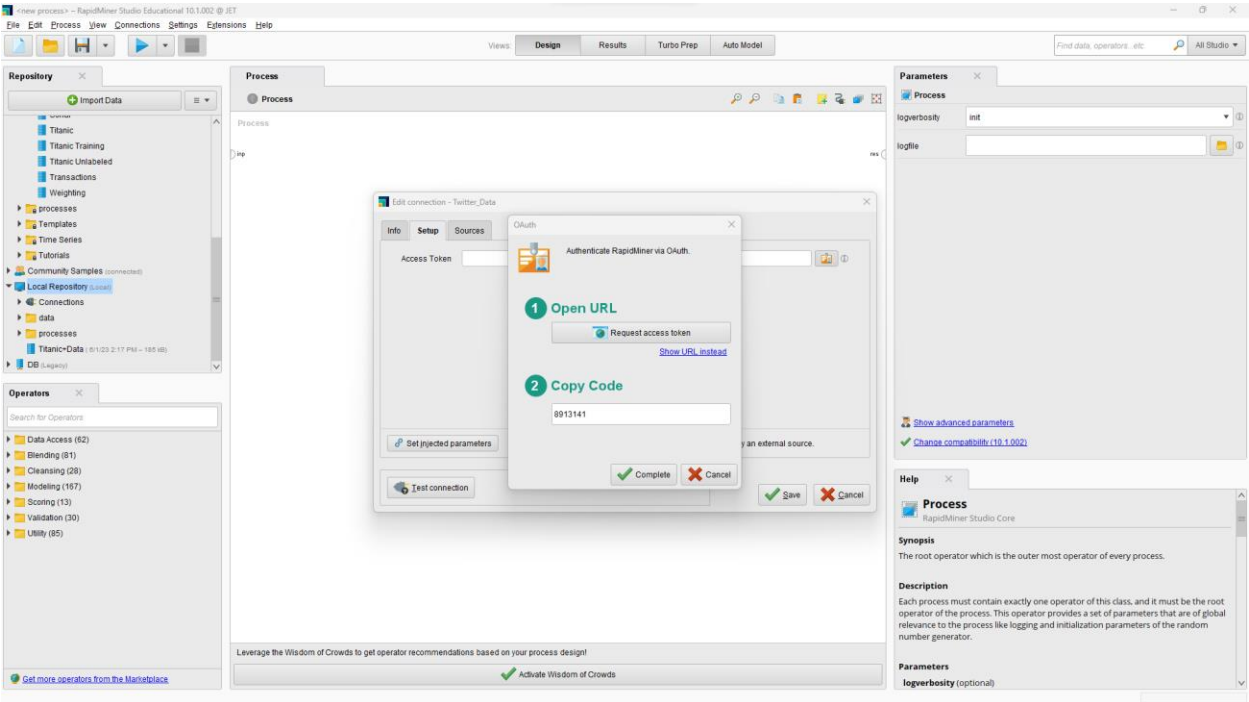 <new process> – RapidMiner Studio Educational 10.1.002 @ JET
File Edit Process View Connections Settings Extensions Help
Views: Design Results Turbo Prep Auto Model
Find data, operators...etc
All Studio
Repository
Import Data
Titanic
Titanic Training
Titanic Unlabeled
Transactions
Weighting
processes
Templates
Time Series
Tutorials
Community Samples (connected)
Local Repository (Local)
Connections
data
processes
Titanic+Data
DB (Legacy)
Operators
Search for Operators
Data Access (62)
Blending (81)
Cleansing (28)
Modeling (167)
Scoring (13)
Validation (30)
Utility (85)
Get more operators from the Marketplace
Process
Process
Process
inp
res
Edit connection - Twitter_Data
Info Setup Sources
Access Token
Set injected parameters
y an external source.
Test connection
Save
Cancel
OAuth
Authenticate RapidMiner via OAuth.
1 Open URL
Request access token
Show URL instead
2 Copy Code
8913141
Complete
Cancel
Leverage the Wisdom of Crowds to get operator recommendations based on your process design!
Activate Wisdom of Crowds
Parameters
Process
logverbosity init
logfile
Show advanced parameters
Change compatibility (10.1.002)
Help
Process
RapidMiner Studio Core
Synopsis
The root operator which is the outer most operator of every process.
Description
Each process must contain exactly one operator of this class, and it must be the root
operator of the process. This operator provides a set of parameters that are of global
relevance to the process like logging and initialization parameters of the random
number generator.
Parameters
logverbosity (optional)